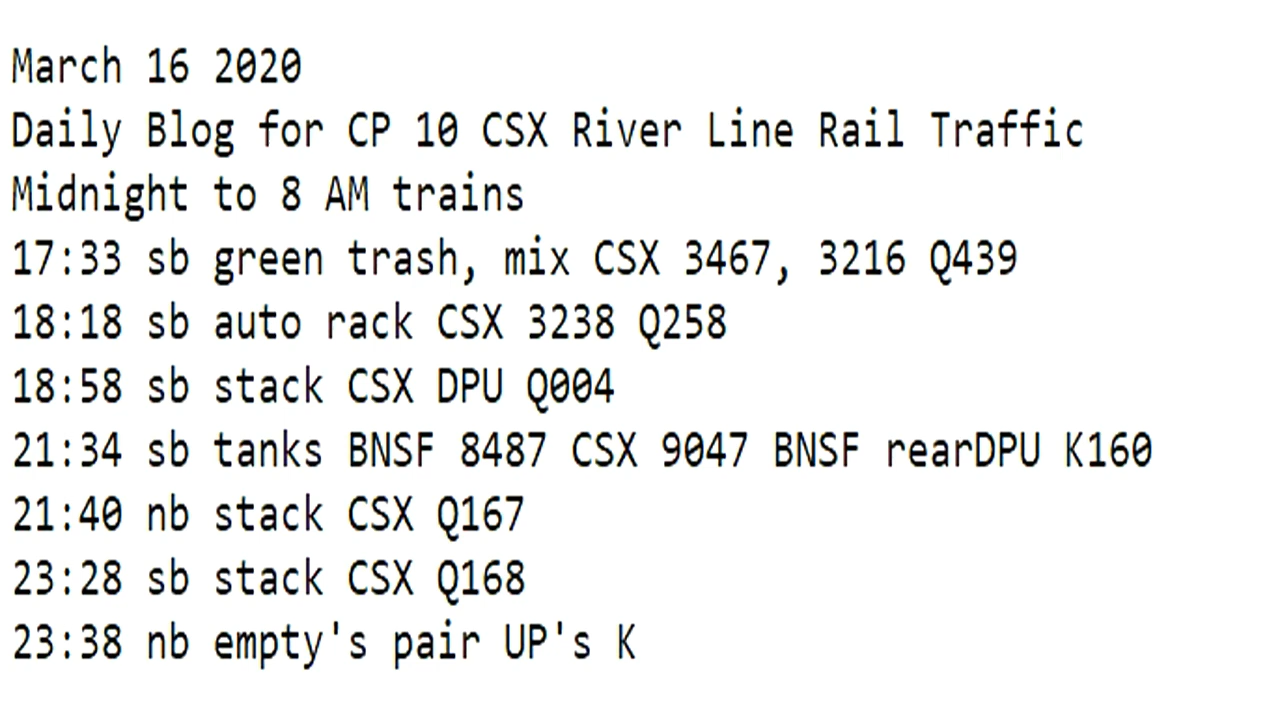 March 16 2020
Daily Blog for CP 10 CSX River Line Rail Traffic
Midnight to 8 AM trains
17:33 sb green trash, mix CSX 3467, 3216 Q439
18:18 sb auto rack CSX 3238 Q258
18:58 sb stack CSX DPU Q004
21:34 sb tanks BNSF 8487 CSX 9047 BNSF rearDPU K160
21:40 nb stack CSX Q167
23:28 sb stack CSX Q168
23:38 nb empty's pair UP's K